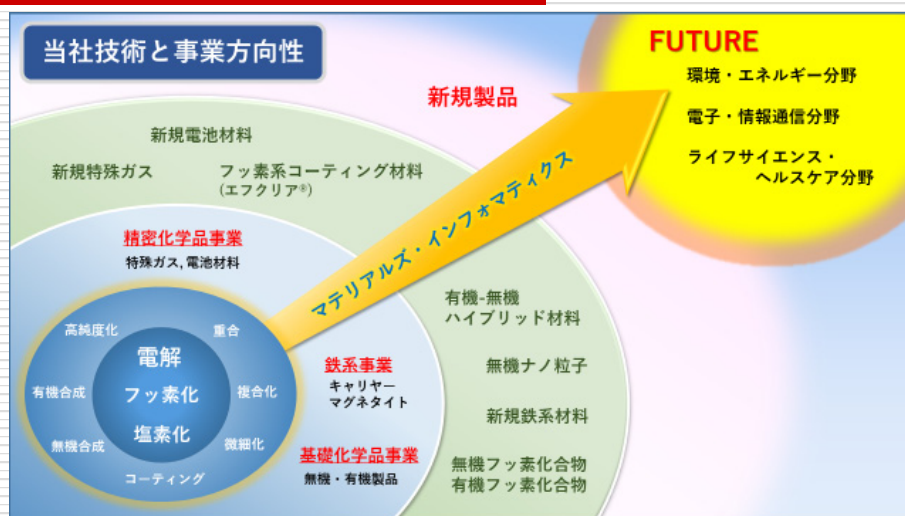 当社技術と事業方向性
FUTURE
環境・エネルギー分野
電子・情報通信分野
ライフサイエンス・
ヘルスケア分野
新規製品
マテリアルズ・インフォマティクス
新規電池材料
新規特殊ガス
フッ素系コーティング材料
(エフクリア®)
精密化学品事業
特殊ガス, 電池材料
高純度化
重合
電解
有機合成
フッ素化
複合化
塩素化
無機合成
微細化
コーティング
鉄系事業
キャリヤー
マグネタイト
基礎化学品事業
無機・有機製品
有機-無機
ハイブリッド材料
無機ナノ粒子
新規鉄系材料
無機フッ素化合物
有機フッ素化合物